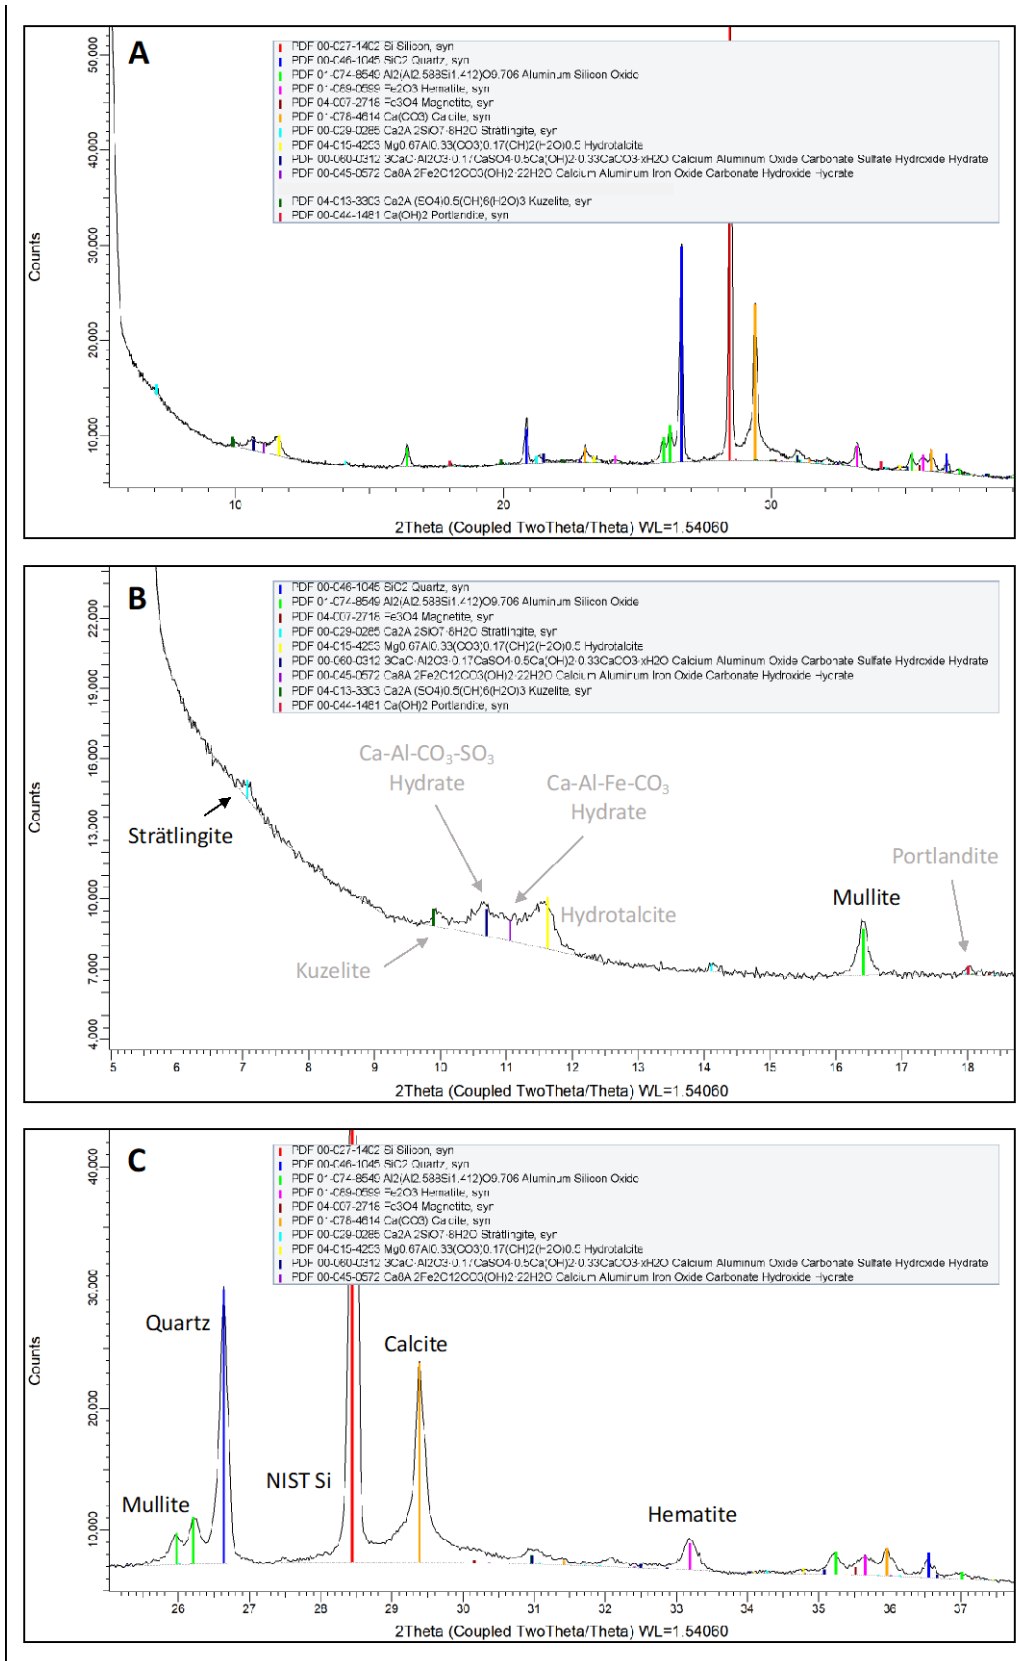 A
PDF 00-027-1402 Si Silicon, syn
PDF 00-046-1045 SiO2 Quartz, syn
PDF 01-074-8549 Al2(Al2.588Si1.412)O9.706 Aluminum Silicon Oxide
PDF 01-089-0599 Fe2O3 Hematite, syn
PDF 04-007-2718 Fe3O4 Magnetite, syn
PDF 01-078-4614 Ca(CO3) Calcite, syn
PDF 00-029-0285 Ca2A 2SiO7·8H2O Strätlingite, syn
PDF 04-015-4253 Mg0.67Al0.33(CO3)0.17(OH)2(H2O)0.5 Hydrotalcite
PDF 00-060-0312 3CaO·Al2O3·0.17CaSO4·0.5Ca(OH)2·0.33CaCO3·xH2O Calcium Aluminum Oxide Carbonate Sulfate Hydroxide Hydrate
PDF 00-045-0572 Ca8A 2Fe2O12CO3(OH)2·22H2O Calcium Aluminum Iron Oxide Carbonate Hydroxide Hydrate
PDF 04-013-3303 Ca2A (SO4)0.5(OH)6(H2O)3 Kuzelite, syn
PDF 00-044-1481 Ca(OH)2 Portlandite, syn
Counts
50,000
40,000
30,000
20,000
10,000
10 20 30
2Theta (Coupled TwoTheta/Theta) WL=1.54060
B
PDF 00-046-1045 SiO2 Quartz, syn
PDF 01-074-8549 Al2(Al2.588Si1.412)O9.706 Aluminum Silicon Oxide
PDF 04-007-2718 Fe3O4 Magnetite, syn
PDF 00-029-0285 Ca2A 2SiO7·8H2O Strätlingite, syn
PDF 04-015-4253 Mg0.67Al0.33(CO3)0.17(OH)2(H2O)0.5 Hydrotalcite
PDF 00-060-0312 3CaO·Al2O3·0.17CaSO4·0.5Ca(OH)2·0.33CaCO3·xH2O Calcium Aluminum Oxide Carbonate Sulfate Hydroxide Hydrate
PDF 00-045-0572 Ca8A 2Fe2O12CO3(OH)2·22H2O Calcium Aluminum Iron Oxide Carbonate Hydroxide Hydrate
PDF 04-013-3303 Ca2A (SO4)0.5(OH)6(H2O)3 Kuzelite, syn
PDF 00-044-1481 Ca(OH)2 Portlandite, syn
Counts
22,000
19,000
16,000
13,000
10,000
7,000
4,000
Ca-Al-CO₃-SO₃
Hydrate
Ca-Al-Fe-CO₃
Hydrate
Strätlingite
Portlandite
Mullite
Hydrotalcite
Kuzelite
5 6 7 8 9 10 11 12 13 14 15 16 17 18
2Theta (Coupled TwoTheta/Theta) WL=1.54060
C
PDF 00-027-1402 Si Silicon, syn
PDF 00-046-1045 SiO2 Quartz, syn
PDF 01-074-8549 Al2(Al2.588Si1.412)O9.706 Aluminum Silicon Oxide
PDF 01-089-0599 Fe2O3 Hematite, syn
PDF 04-007-2718 Fe3O4 Magnetite, syn
PDF 01-078-4614 Ca(CO3) Calcite, syn
PDF 00-029-0285 Ca2A 2SiO7·8H2O Strätlingite, syn
PDF 04-015-4253 Mg0.67Al0.33(CO3)0.17(OH)2(H2O)0.5 Hydrotalcite
PDF 00-060-0312 3CaO·Al2O3·0.17CaSO4·0.5Ca(OH)2·0.33CaCO3·xH2O Calcium Aluminum Oxide Carbonate Sulfate Hydroxide Hydrate
PDF 00-045-0572 Ca8A 2Fe2O12CO3(OH)2·22H2O Calcium Aluminum Iron Oxide Carbonate Hydroxide Hydrate
Counts
40,000
30,000
20,000
10,000
Quartz
Calcite
NIST Si
Mullite
Hematite
26 27 28 29 30 31 32 33 34 35 36 37
2Theta (Coupled TwoTheta/Theta) WL=1.54060